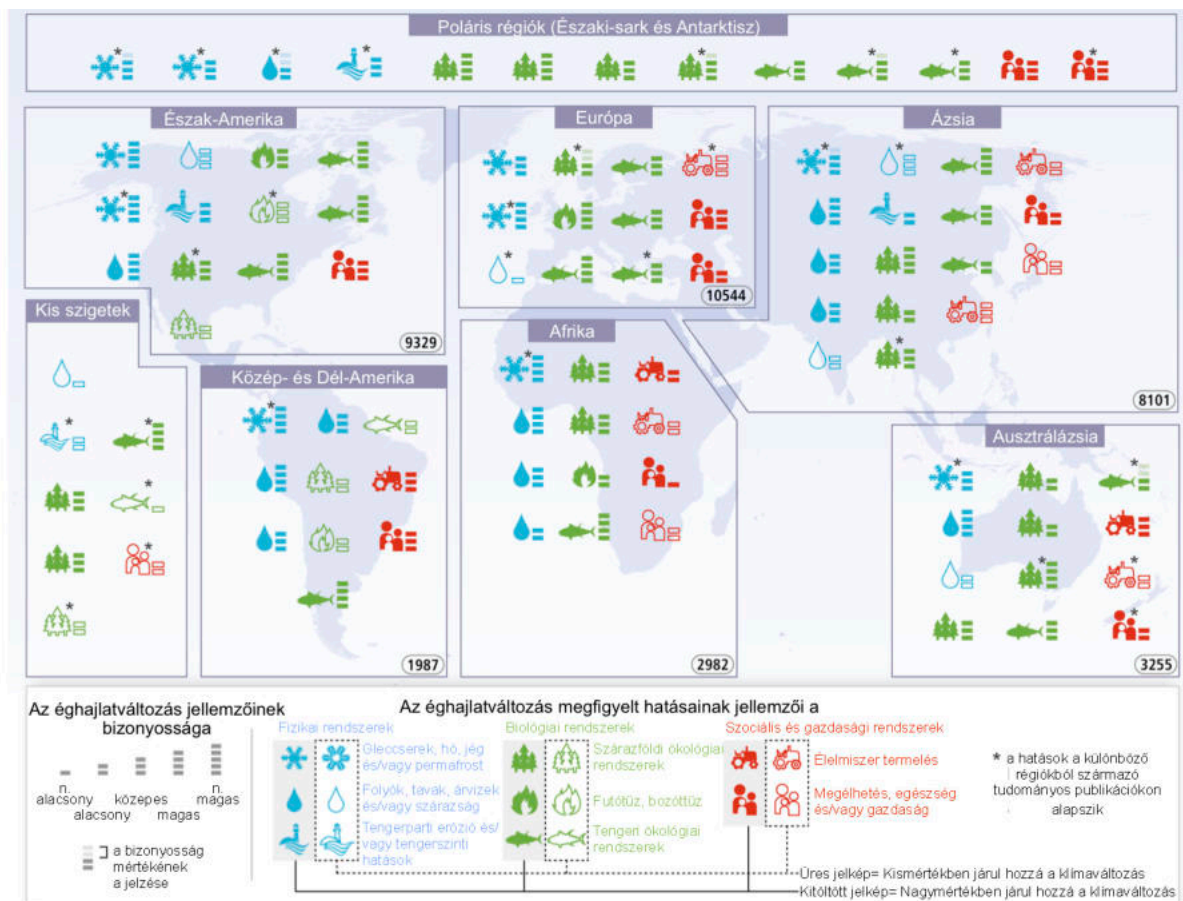 Poláris régiók (Északi-sark és Antarktisz)
Észak-Amerika
Európa
Ázsia
10544
Kis szigetek
9329
Afrika
Közép- és Dél-Amerika
8101
Ausztrálázsia
1987
2982
3255
Az éghajlatváltozás jellemzőinek
bizonyossága
n.
alacsony
alacsony
közepes
magas
n.
magas
a bizonyosság
mértékének
a jelzése
Az éghajlatváltozás megfigyelt hatásainak jellemzői a
Fizikai rendszerek
Gleccserek, hó, jég
és/vagy permafrost
Folyók, tavak, árvizek
és/vagy szárazság
Tengerparti erózió és/
vagy tengerszinti
hatások
Biológiai rendszerek
Szárazföldi ökológiai
rendszerek
Futótűz, bozóttűz
Tengeri ökológiai
rendszerek
Szociális és gazdasági rendszerek
Élelmiszer termelés
Megélhetés, egészség
és/vagy gazdaság
* a hatások a különböző
régiókból származó
tudományos publikációkon
alapszik
Üres jelkép= Kismértékben járul hozzá a klímaváltozás
Kitöltött jelkép= Nagymértékben járul hozzá a klímaváltozás